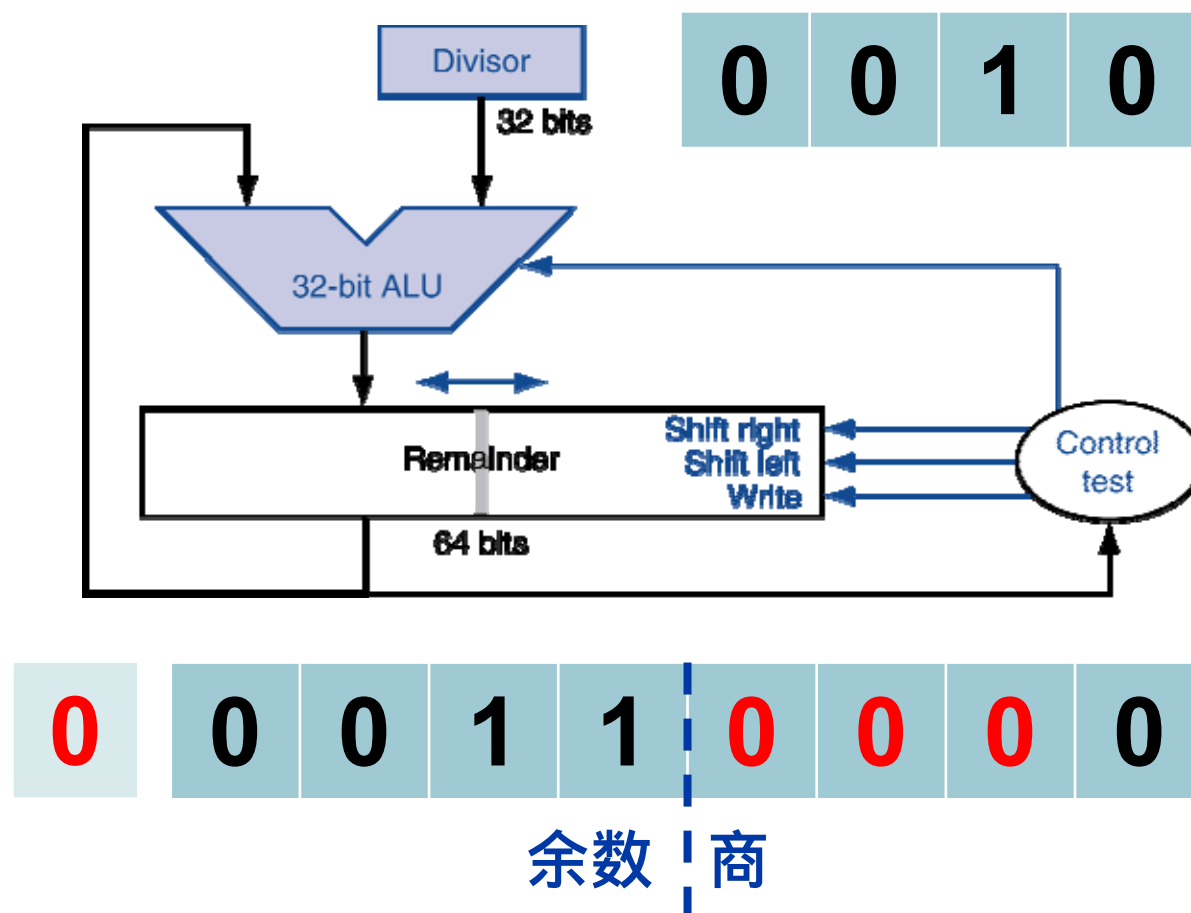 Divisor
0 0 1 0
32 bits
32-bit ALU
Remainder
Shift right
Shift left
Write
Control
test
64 bits
0 0 0 1 1 0 0 0 0
余数 商